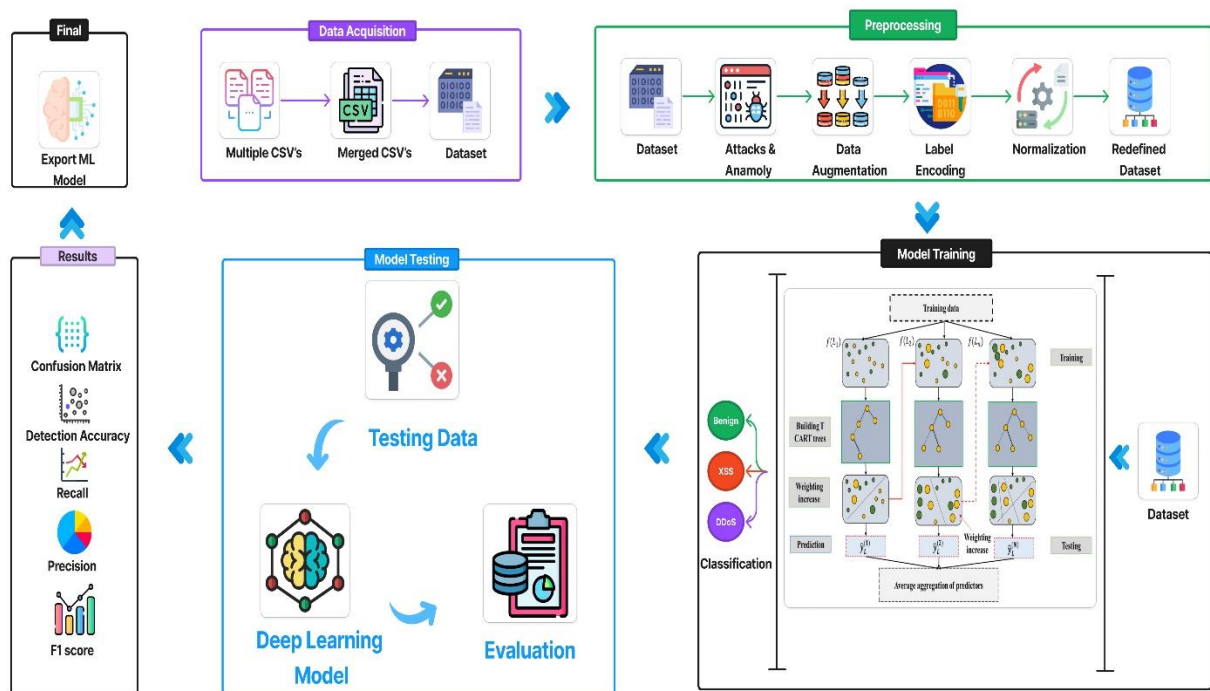 Final
Export ML
Model
Data Acquisition
Multiple CSV's
CSV
Merged CSV's
Dataset
Preprocessing
Dataset
Attacks &
Anamoly
Data
Augmentation
Label
Encoding
Normalization
Redefined
Dataset
Results
Confusion Matrix
Detection Accuracy
Recall
Precision
F1 score
Model Testing
Testing Data
Deep Learning
Model
Evaluation
Model Training
Benign
XSS
DDoS
Classification
Training data
Training
Building T
CART trees
Weighting
increase
Prediction
Weighting
increase
Testing
Average aggregation of predictors
Dataset